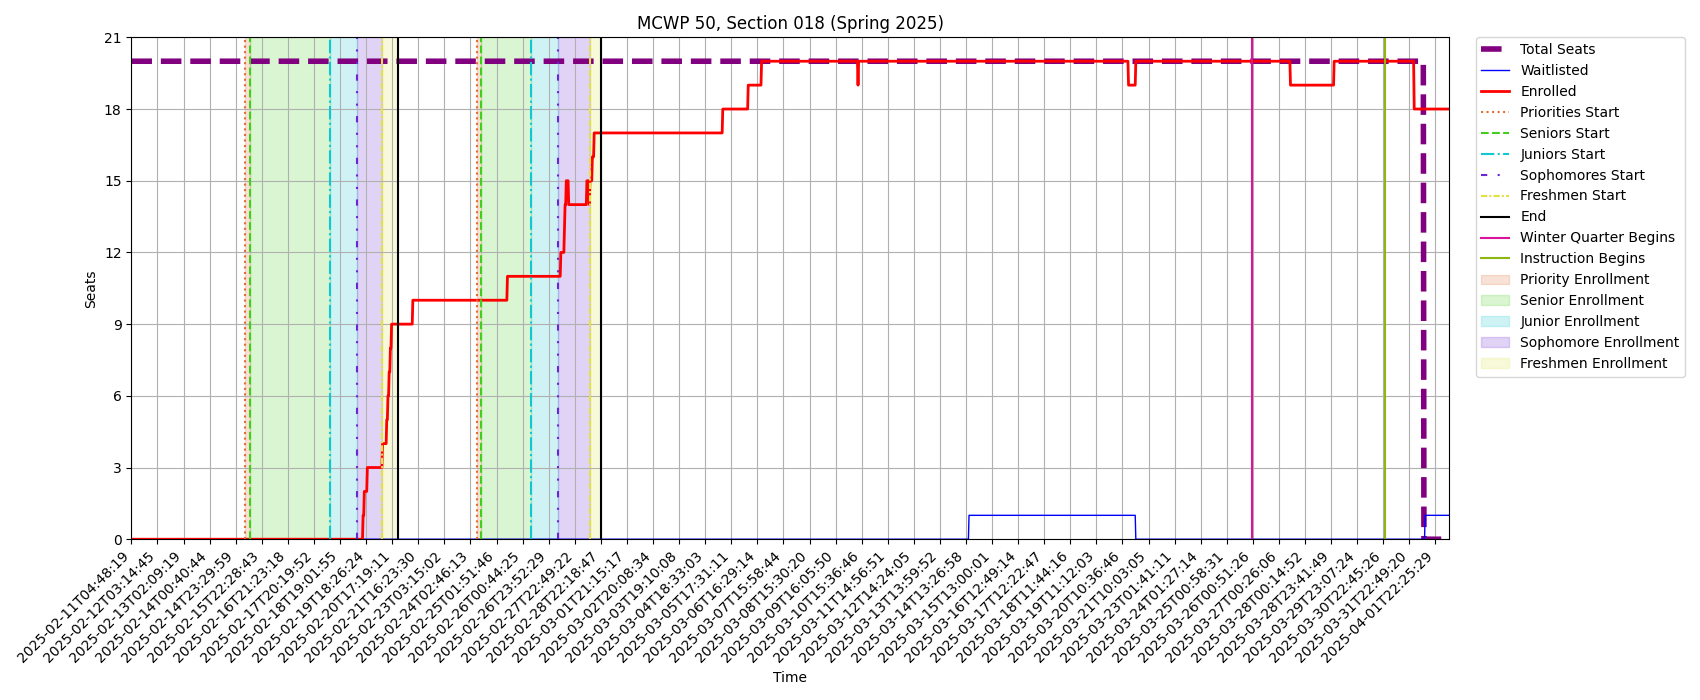 MCWP 50, Section 018 (Spring 2025)
21
18
15
12
9
6
3
0
Seats
2025-02-11T04:48:19
2025-02-12T03:14:45
2025-02-13T02:09:19
2025-02-14T00:40:44
2025-02-14T23:29:59
2025-02-15T22:28:43
2025-02-16T21:23:18
2025-02-17T20:19:52
2025-02-18T19:01:55
2025-02-19T18:26:24
2025-02-20T17:19:11
2025-02-21T16:23:30
2025-02-23T03:15:02
2025-02-24T02:46:13
2025-02-25T01:51:46
2025-02-26T00:44:25
2025-02-26T23:52:29
2025-02-27T22:49:22
2025-02-28T22:18:47
2025-03-01T21:15:17
2025-03-02T20:08:34
2025-03-03T19:10:08
2025-03-04T18:33:03
2025-03-05T17:31:11
2025-03-06T16:29:14
2025-03-07T15:58:44
2025-03-08T15:30:20
2025-03-09T16:05:50
2025-03-10T15:36:46
2025-03-11T14:56:51
2025-03-12T14:24:05
2025-03-13T13:59:52
2025-03-14T13:26:58
2025-03-15T13:00:01
2025-03-16T12:49:14
2025-03-17T12:22:47
2025-03-18T11:44:16
2025-03-19T11:12:03
2025-03-20T10:36:46
2025-03-21T10:03:05
2025-03-24T01:41:11
2025-03-24T01:27:14
2025-03-25T00:58:31
2025-03-26T00:51:26
2025-03-27T00:26:06
2025-03-28T00:14:52
2025-03-28T23:41:49
2025-03-29T23:07:24
2025-03-30T22:45:26
2025-03-31T22:49:20
2025-04-01T22:25:29
Time
Total Seats
Waitlisted
Enrolled
Priorities Start
Seniors Start
Juniors Start
Sophomores Start
Freshmen Start
End
Winter Quarter Begins
Instruction Begins
Priority Enrollment
Senior Enrollment
Junior Enrollment
Sophomore Enrollment
Freshmen Enrollment